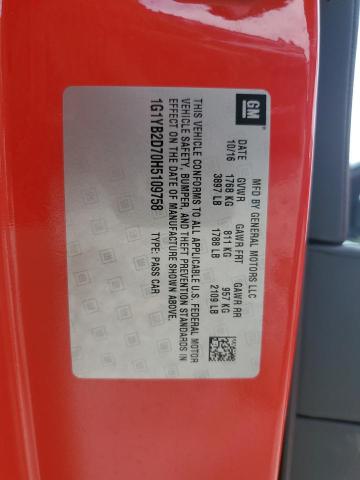 GM
MFD BY GENERAL MOTORS LLC
DATE GVWR GAWR FRT GAWR RR
10/16 1768 KG 811 KG 957 KG
3897 LB 1788 LB 2109 LB
THIS VEHICLE CONFORMS TO ALL APPLICABLE U.S. FEDERAL MOTOR
VEHICLE SAFETY, BUMPER, AND THEFT PREVENTION STANDARDS IN
EFFECT ON THE DATE OF MANUFACTURE SHOWN ABOVE.
1G1YB2D70H5109758 TYPE: PASS CAR